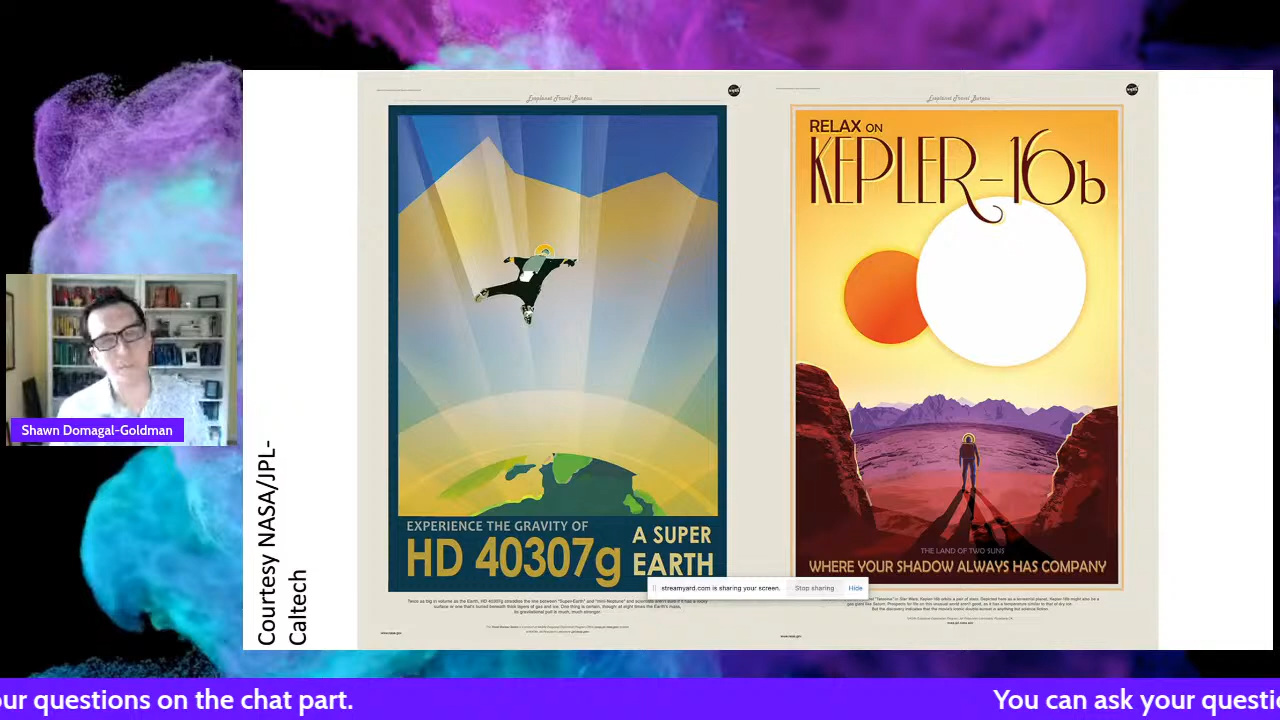 Exoplanet Travel Bureau
Exoplanet Travel Bureau
RELAX ON
KEPLER-16b
Shawn Domagal-Goldman
Courtesy NASA/JPL-
Caltech
EXPERIENCE THE GRAVITY OF
HD 40307g
A SUPER
EARTH
THE LAND OF TWO SUNS
WHERE YOUR SHADOW ALWAYS HAS COMPANY
streamyard.com is sharing your screen.
Stop sharing
Hide
our questions on the chat part.
You can ask your questio